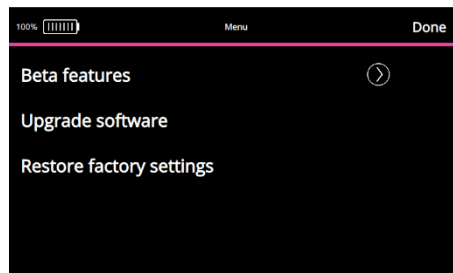 100% Menu Done
Beta features
Upgrade software
Restore factory settings